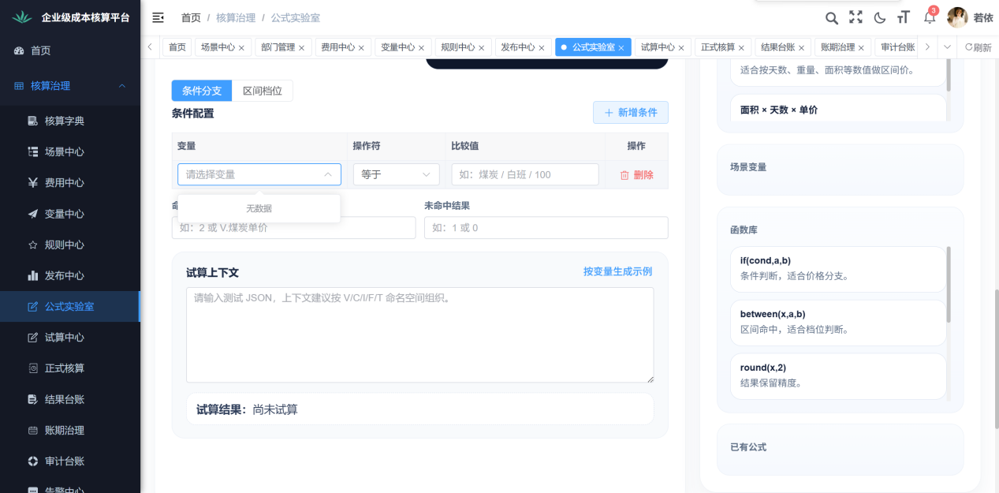 企业级成本核算平台
首页 / 核算治理 / 公式实验室
3
若依
首页
场景中心
部门管理
费用中心
变量中心
规则中心
发布中心
公式实验室
试算中心
正式核算
结果台账
账期治理
审计台账
刷新
首页
核算治理
核算字典
场景中心
费用中心
变量中心
规则中心
发布中心
公式实验室
试算中心
正式核算
结果台账
账期治理
审计台账
告警中心
条件分支
区间档位
条件配置
新增条件
变量
操作符
比较值
操作
请选择变量
等于
如：煤炭 / 白班 / 100
删除
无数据
未命中结果
如：2 或 V.煤炭单价
如：1 或 0
试算上下文
按变量生成示例
请输入测试 JSON，上下文建议按 V/C/I/F/T 命名空间组织。
试算结果：尚未试算
适合按天数、重量、面积等数值做区间价。
面积 × 天数 × 单价
场景变量
函数库
if(cond,a,b)
条件判断，适合价格分支。
between(x,a,b)
区间命中，适合档位判断。
round(x,2)
结果保留精度。
已有公式